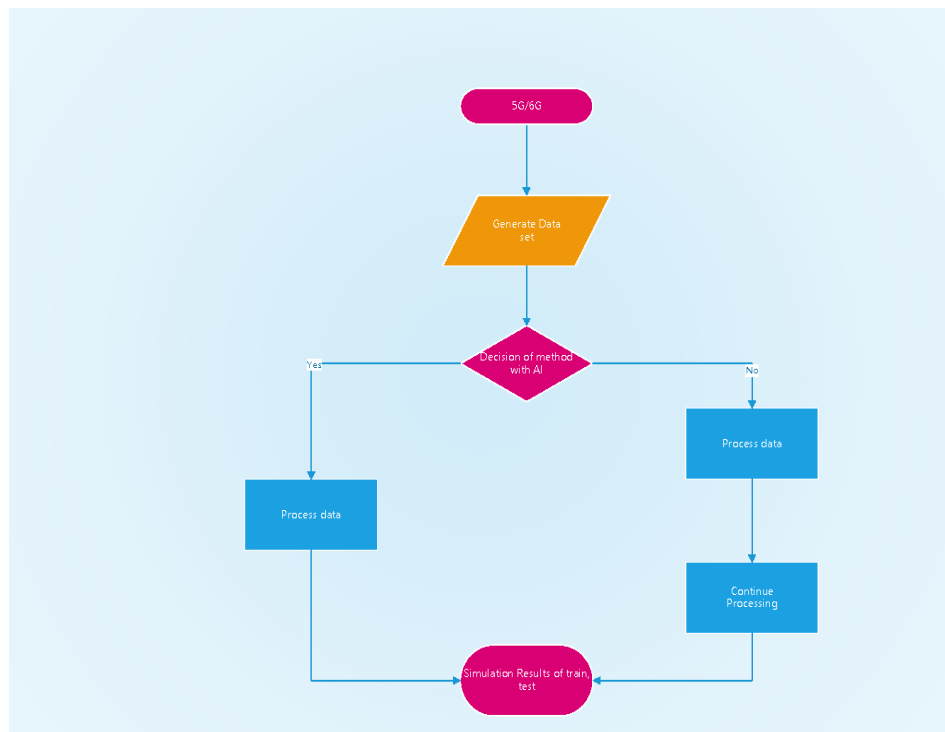 5G/6G
Generate Data
set
Decision of method
with AI
Yes
No
Process data
Process data
Continue
Processing
Simulation Results of train,
test